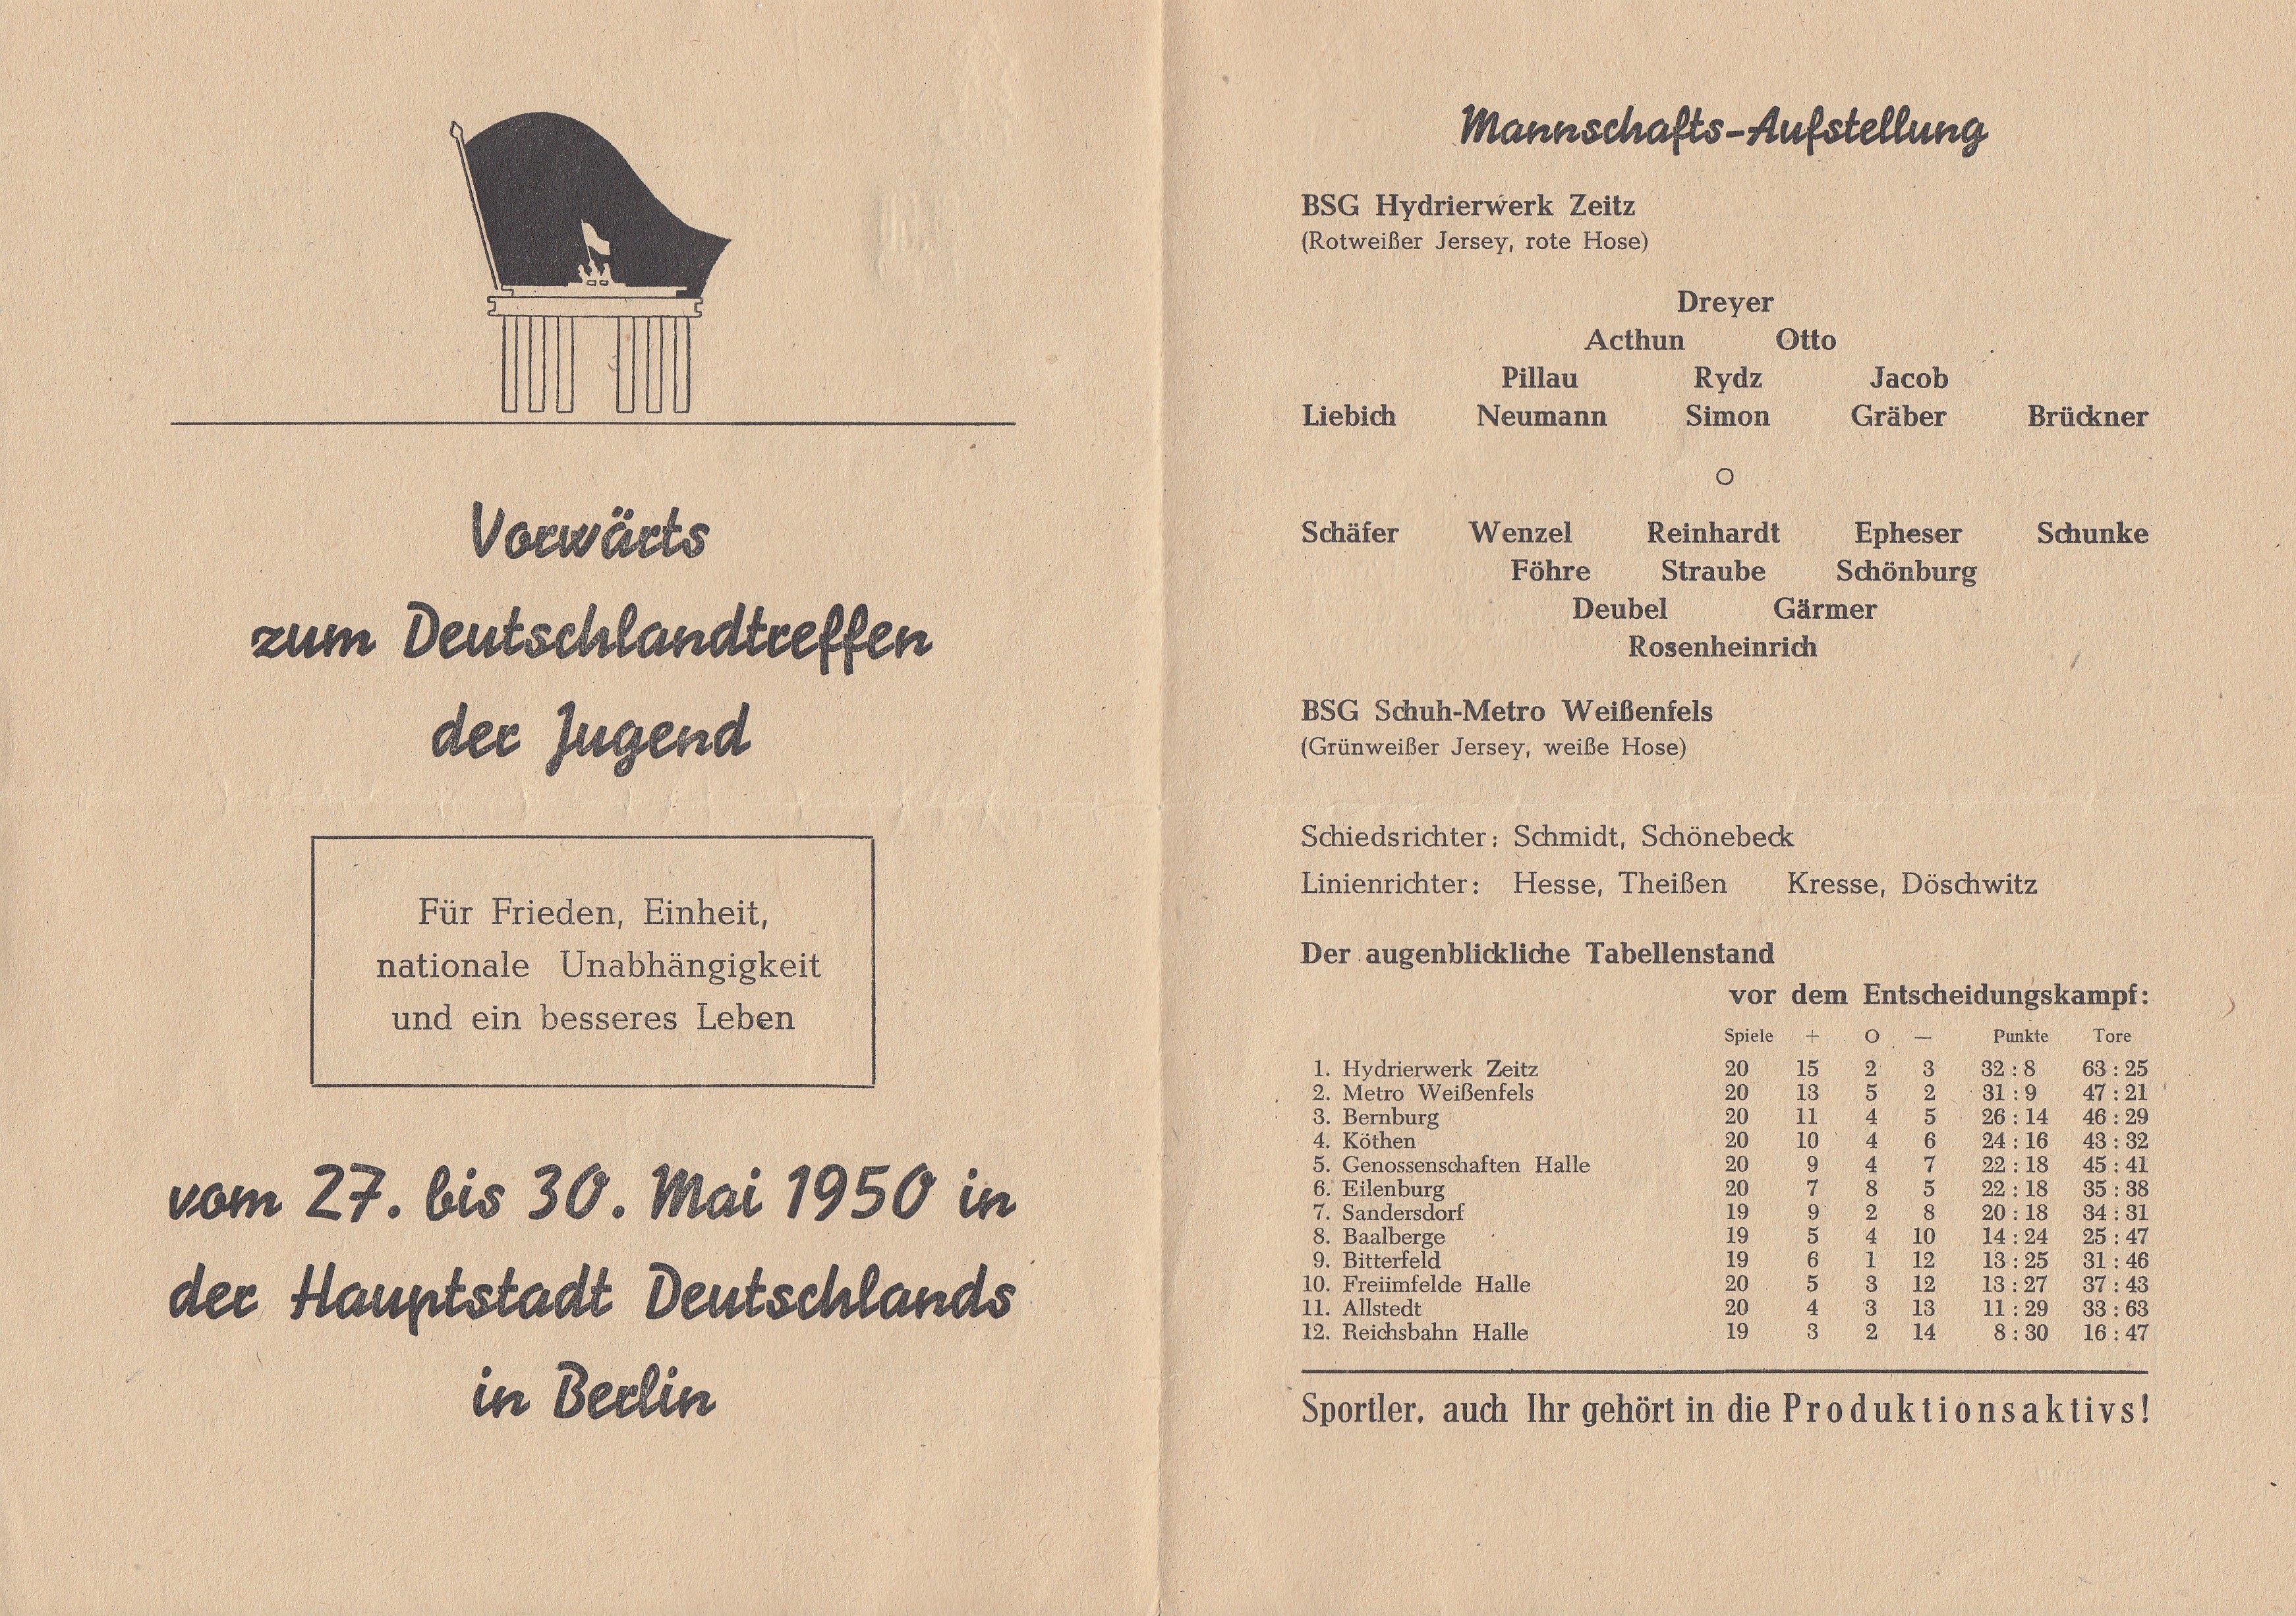 Vorwärts
zum Deutschlandtreffen
der Jugend
Für Frieden, Einheit,
nationale Unabhängigkeit
und ein besseres Leben
vom 27. bis 30. Mai 1950 in
der Hauptstadt Deutschlands
in Berlin
Mannschafts-Aufstellung
BSG Hydrierwerk Zeitz
(Rotweißer Jersey, rote Hose)
Dreyer
Acthun Otto
Pillau Rydz Jacob
Liebich Neumann Simon Gräber Brückner
O
Schäfer Wenzel Reinhardt Epheser Schunke
Föhre Straube Schönburg
Deubel Gärmer
Rosenheinrich
BSG Schuh-Metro Weißenfels
(Grünweißer Jersey, weiße Hose)
Schiedsrichter: Schmidt, Schönebeck
Linienrichter: Hesse, Theißen Kresse, Döschwitz
Der augenblickliche Tabellenstand
vor dem Entscheidungskampf:
Spiele + O — Punkte Tore
1. Hydrierwerk Zeitz 20 15 2 3 32 : 8 63 : 25
2. Metro Weißenfels 20 13 5 2 31 : 9 47 : 21
3. Bernburg 20 11 4 5 26 : 14 46 : 29
4. Köthen 20 10 4 6 24 : 16 43 : 32
5. Genossenschaften Halle 20 9 4 7 22 : 18 45 : 41
6. Eilenburg 20 7 8 5 22 : 18 35 : 38
7. Sandersdorf 19 9 2 8 20 : 18 34 : 31
8. Baalberge 19 5 4 10 14 : 24 25 : 47
9. Bitterfeld 19 6 1 12 13 : 25 31 : 46
10. Freiimfelde Halle 20 5 3 12 13 : 27 37 : 43
11. Allstedt 20 4 3 13 11 : 29 33 : 63
12. Reichsbahn Halle 19 3 2 14 8 : 30 16 : 47
Sportler, auch Ihr gehört in die Produktionsaktivs!